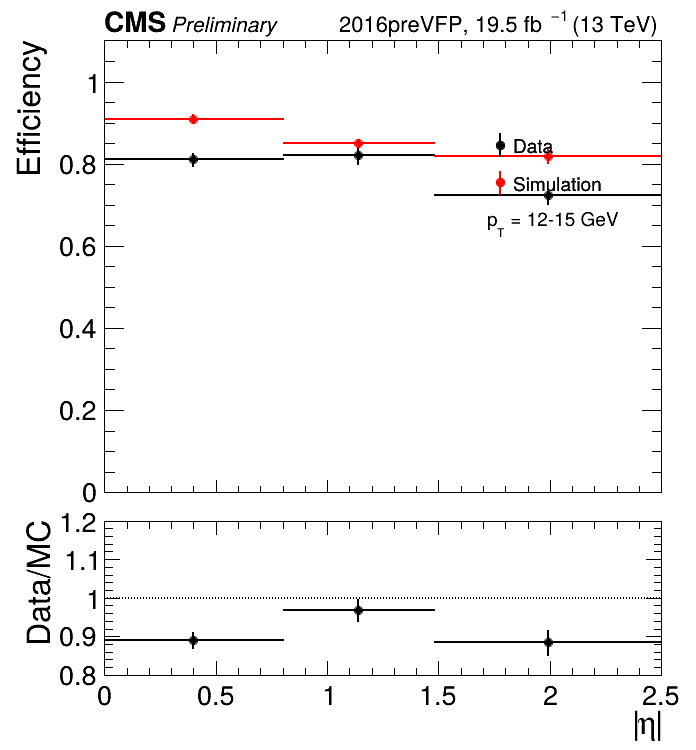 CMS Preliminary 2016preVFP, 19.5 fb⁻¹ (13 TeV)
Efficiency
1
0.8
0.6
0.4
0.2
0
Data
Simulation
p_T = 12-15 GeV
Data/MC
1.2
1.1
1
0.9
0.8
0 0.5 1 1.5 2 2.5
|η|